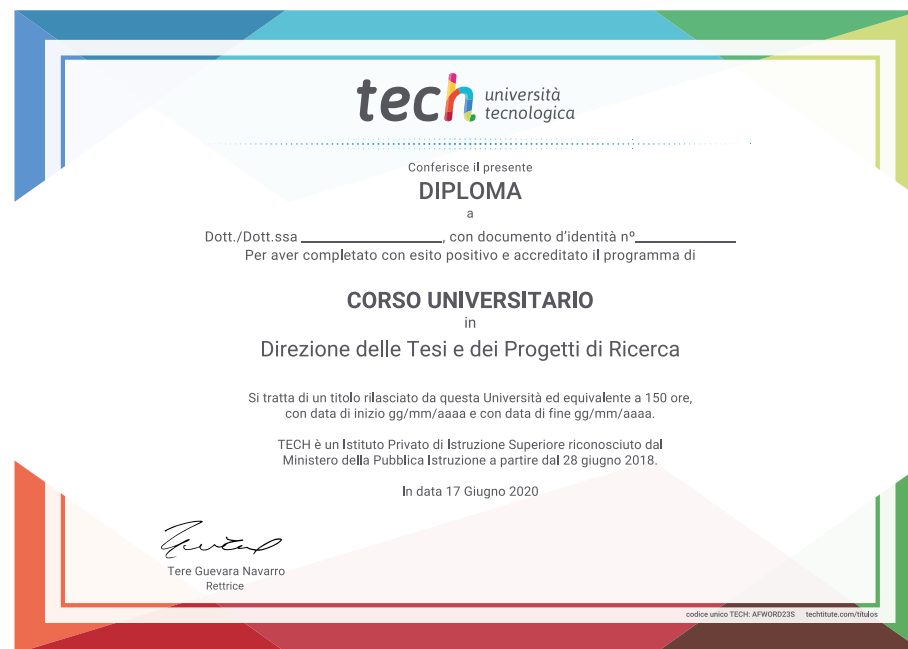 tech università
tecnologica
Conferisce il presente
DIPLOMA
a
Dott./Dott.ssa ____________________, con documento d'identità nº______________
Per aver completato con esito positivo e accreditato il programma di
CORSO UNIVERSITARIO
in
Direzione delle Tesi e dei Progetti di Ricerca
Si tratta di un titolo rilasciato da questa Università ed equivalente a 150 ore,
con data di inizio gg/mm/aaaa e con data di fine gg/mm/aaaa.
TECH è un Istituto Privato di Istruzione Superiore riconosciuto dal
Ministero della Pubblica Istruzione a partire dal 28 giugno 2018.
In data 17 Giugno 2020
Tere Guevara Navarro
Rettrice
codice unico TECH: AFWORD23S techtitute.com/titulos